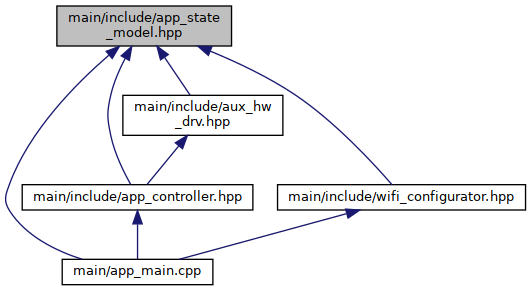 main/include/app_state
_model.hpp
main/include/aux_hw
_drv.hpp
main/include/app_controller.hpp
main/include/wifi_configurator.hpp
main/app_main.cpp